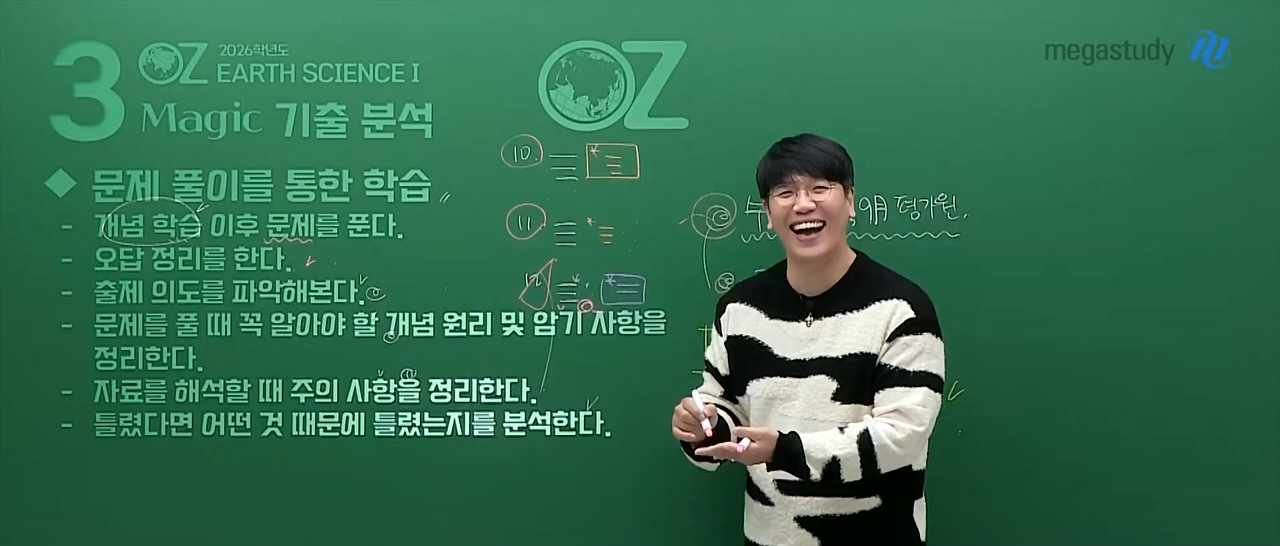 3 OZ 2026학년도
EARTH SCIENCE I
Magic 기출 분석
OZ
megastudy
◆ 문제 풀이를 통한 학습
- 개념 학습 이후 문제를 푼다.
- 오답 정리를 한다.
- 출제 의도를 파악해본다.
- 문제를 풀 때 꼭 알아야 할 개념 원리 및 암기 사항을
정리한다.
- 자료를 해석할 때 주의 사항을 정리한다.
- 틀렸다면 어떤 것 때문에 틀렸는지를 분석한다.
10.
11.
12.
9月 평가원.